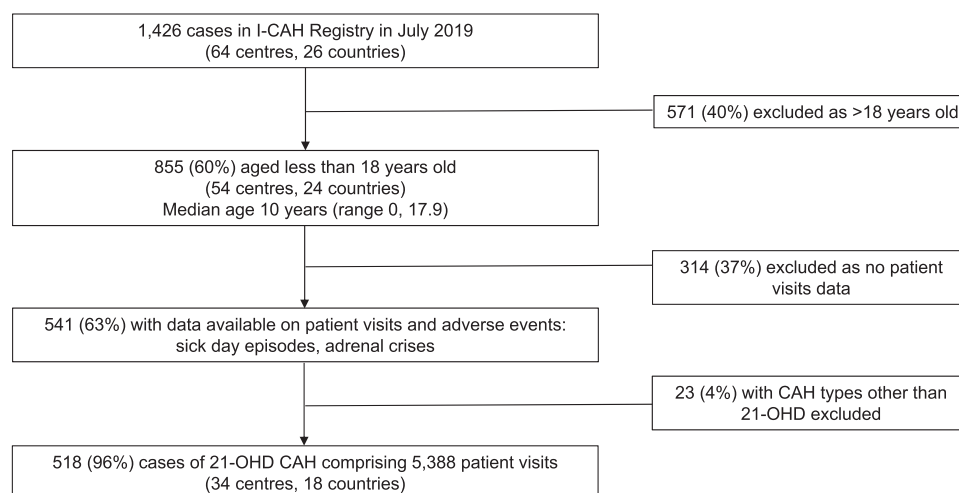 1,426 cases in I-CAH Registry in July 2019
(64 centres, 26 countries)
571 (40%) excluded as >18 years old
855 (60%) aged less than 18 years old
(54 centres, 24 countries)
Median age 10 years (range 0, 17.9)
314 (37%) excluded as no patient
visits data
541 (63%) with data available on patient visits and adverse events:
sick day episodes, adrenal crises
23 (4%) with CAH types other than
21-OHD excluded
518 (96%) cases of 21-OHD CAH comprising 5,388 patient visits
(34 centres, 18 countries)